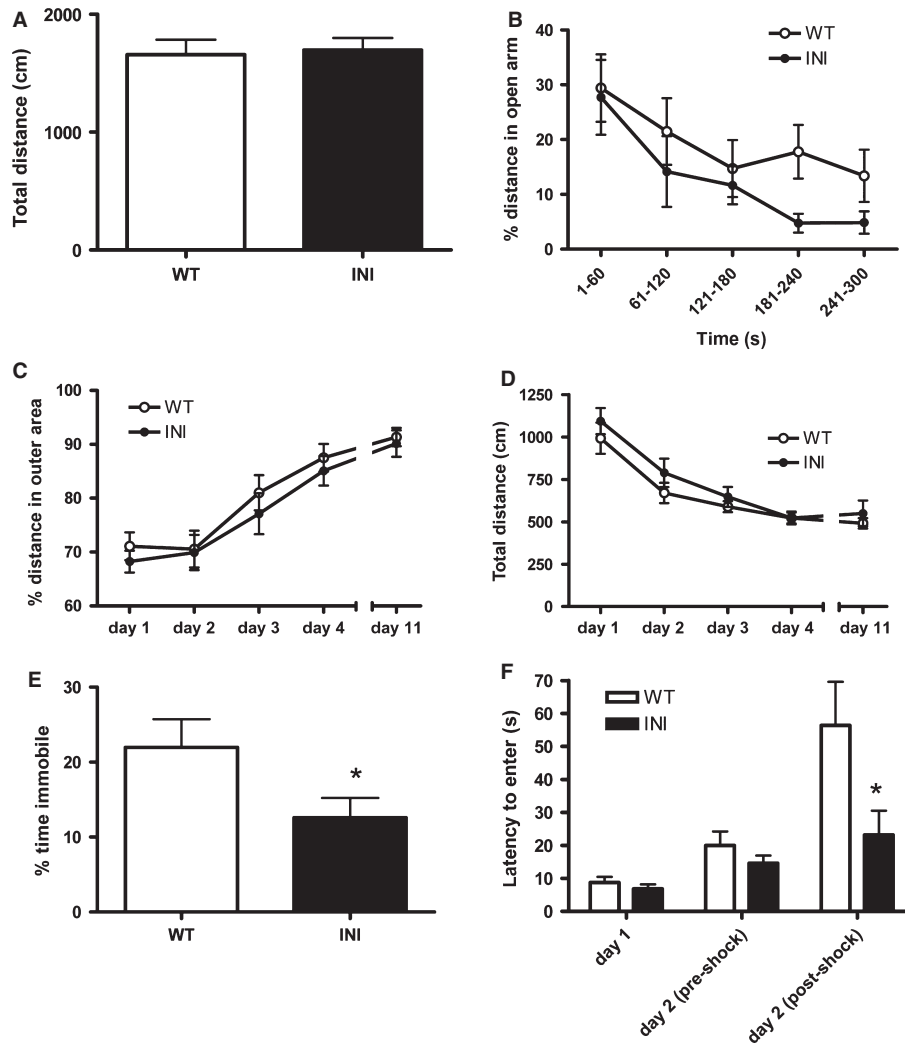 A
Total distance (cm)
2000
1000
0
WT
INI
B
% distance in open arm
40
30
20
10
0
WT
INI
1-60
61-120
121-180
181-240
241-300
Time (s)
C
% distance in outer area
100
90
80
70
60
WT
INI
day 1
day 2
day 3
day 4
day 11
D
Total distance (cm)
1250
1000
750
500
250
0
WT
INI
day 1
day 2
day 3
day 4
day 11
E
% time immobile
30
20
10
0
*
WT
INI
F
Latency to enter (s)
70
60
50
40
30
20
10
0
WT
INI
*
day 1
day 2 (pre-shock)
day 2 (post-shock)